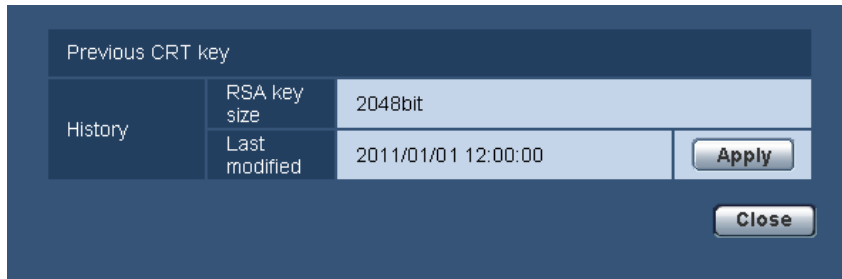 Previous CRT key
History
RSA key
size
2048bit
Last
modified
2011/01/01 12:00:00
Apply
Close